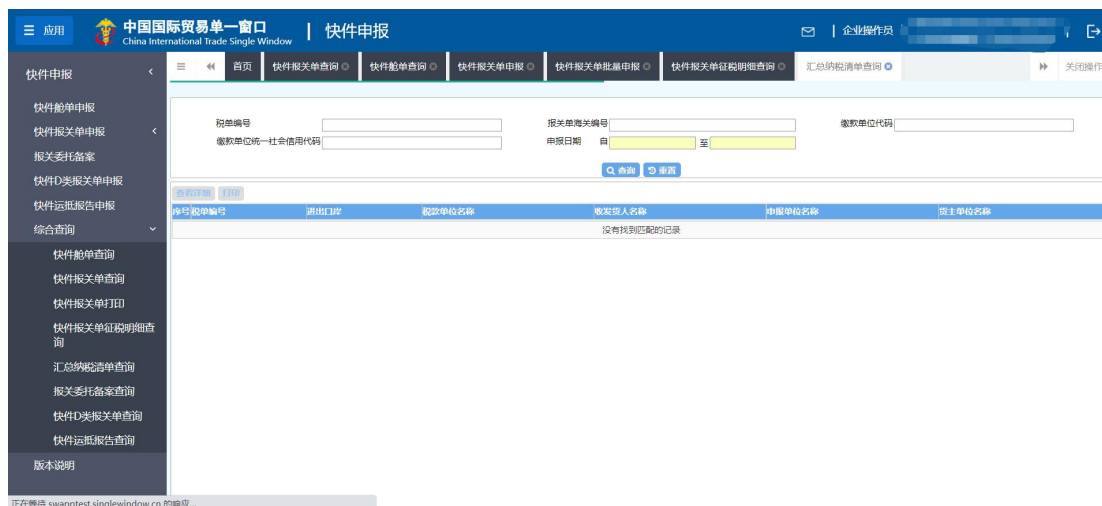 应用
中国国际贸易单一窗口 | 快件申报
China International Trade Single Window
企业操作员
快件申报
首页 快件报关单查询 快件舱单查询 快件报关单申报 快件报关单批量申报 快件报关单征税明细查询 汇总纳税清单查询 关闭操作
快件舱单申报
快件报关单申报
报关委托备案
快件D类报关单申报
快件运抵报告申报
综合查询
快件舱单查询
快件报关单查询
快件报关单打印
快件报关单征税明细查
询
汇总纳税清单查询
报关委托备案查询
快件D类报关单查询
快件运抵报告查询
版本说明
税单编号 报关单海关编号 缴款单位代码
缴款单位统一社会信用代码 申报日期 自 至
查询 重置
查看详细 打印
序号 税单编号 进出口岸 税款单位名称 收发货人名称 申报单位名称 货主单位名称
没有找到匹配的记录
正在等待 swapptest.singlewindow.cn 的响应...